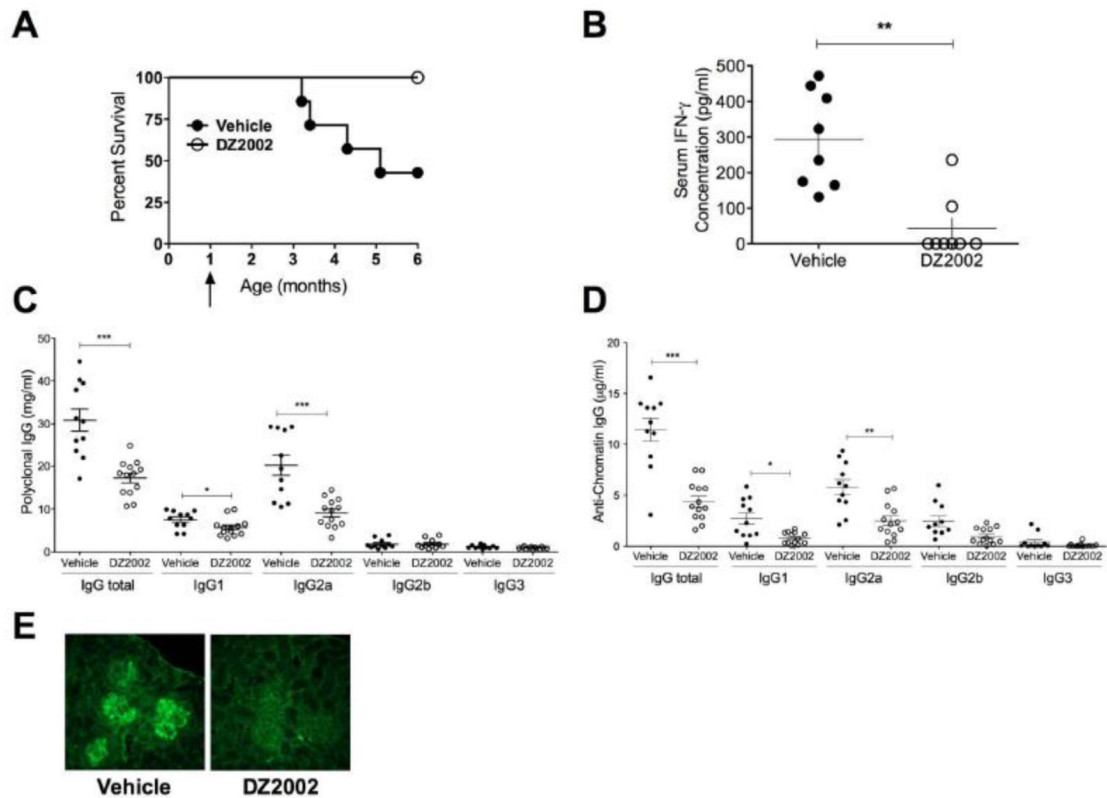 A
Percent Survival
100
75
50
25
0
Vehicle
DZ2002
0 1 2 3 4 5 6
Age (months)
B
**
Serum IFN-γ
Concentration (pg/ml)
500
400
300
200
100
0
Vehicle DZ2002
C
Polyclonal IgG (mg/ml)
50
40
30
20
10
0
***
*
***
Vehicle DZ2002 Vehicle DZ2002 Vehicle DZ2002 Vehicle DZ2002 Vehicle DZ2002
IgG total IgG1 IgG2a IgG2b IgG3
D
Anti-Chromatin IgG (μg/ml)
20
15
10
5
0
***
*
**
Vehicle DZ2002 Vehicle DZ2002 Vehicle DZ2002 Vehicle DZ2002 Vehicle DZ2002
IgG total IgG1 IgG2a IgG2b IgG3
E
Vehicle DZ2002